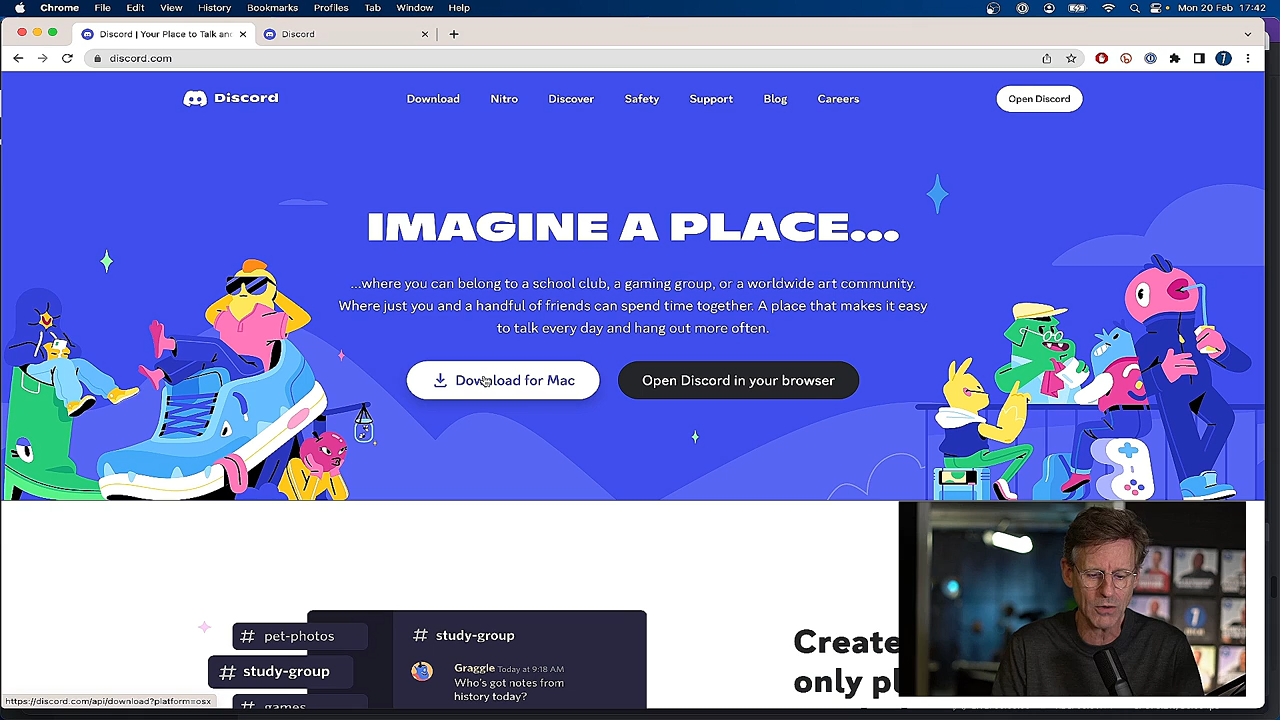 Chrome File Edit View History Bookmarks Profiles Tab Window Help Mon 20 Feb 17:42
Discord | Your Place to Talk and
Discord
discord.com
Discord Download Nitro Discover Safety Support Blog Careers Open Discord
IMAGINE A PLACE...
...where you can belong to a school club, a gaming group, or a worldwide art community.
Where just you and a handful of friends can spend time together. A place that makes it easy
to talk every day and hang out more often.
Download for Mac
Open Discord in your browser
# pet-photos
# study-group
# games
# study-group
Graggle Today at 9:18 AM
Who's got notes from
history today?
Create
only pl
https://discord.com/api/download?platform=osx